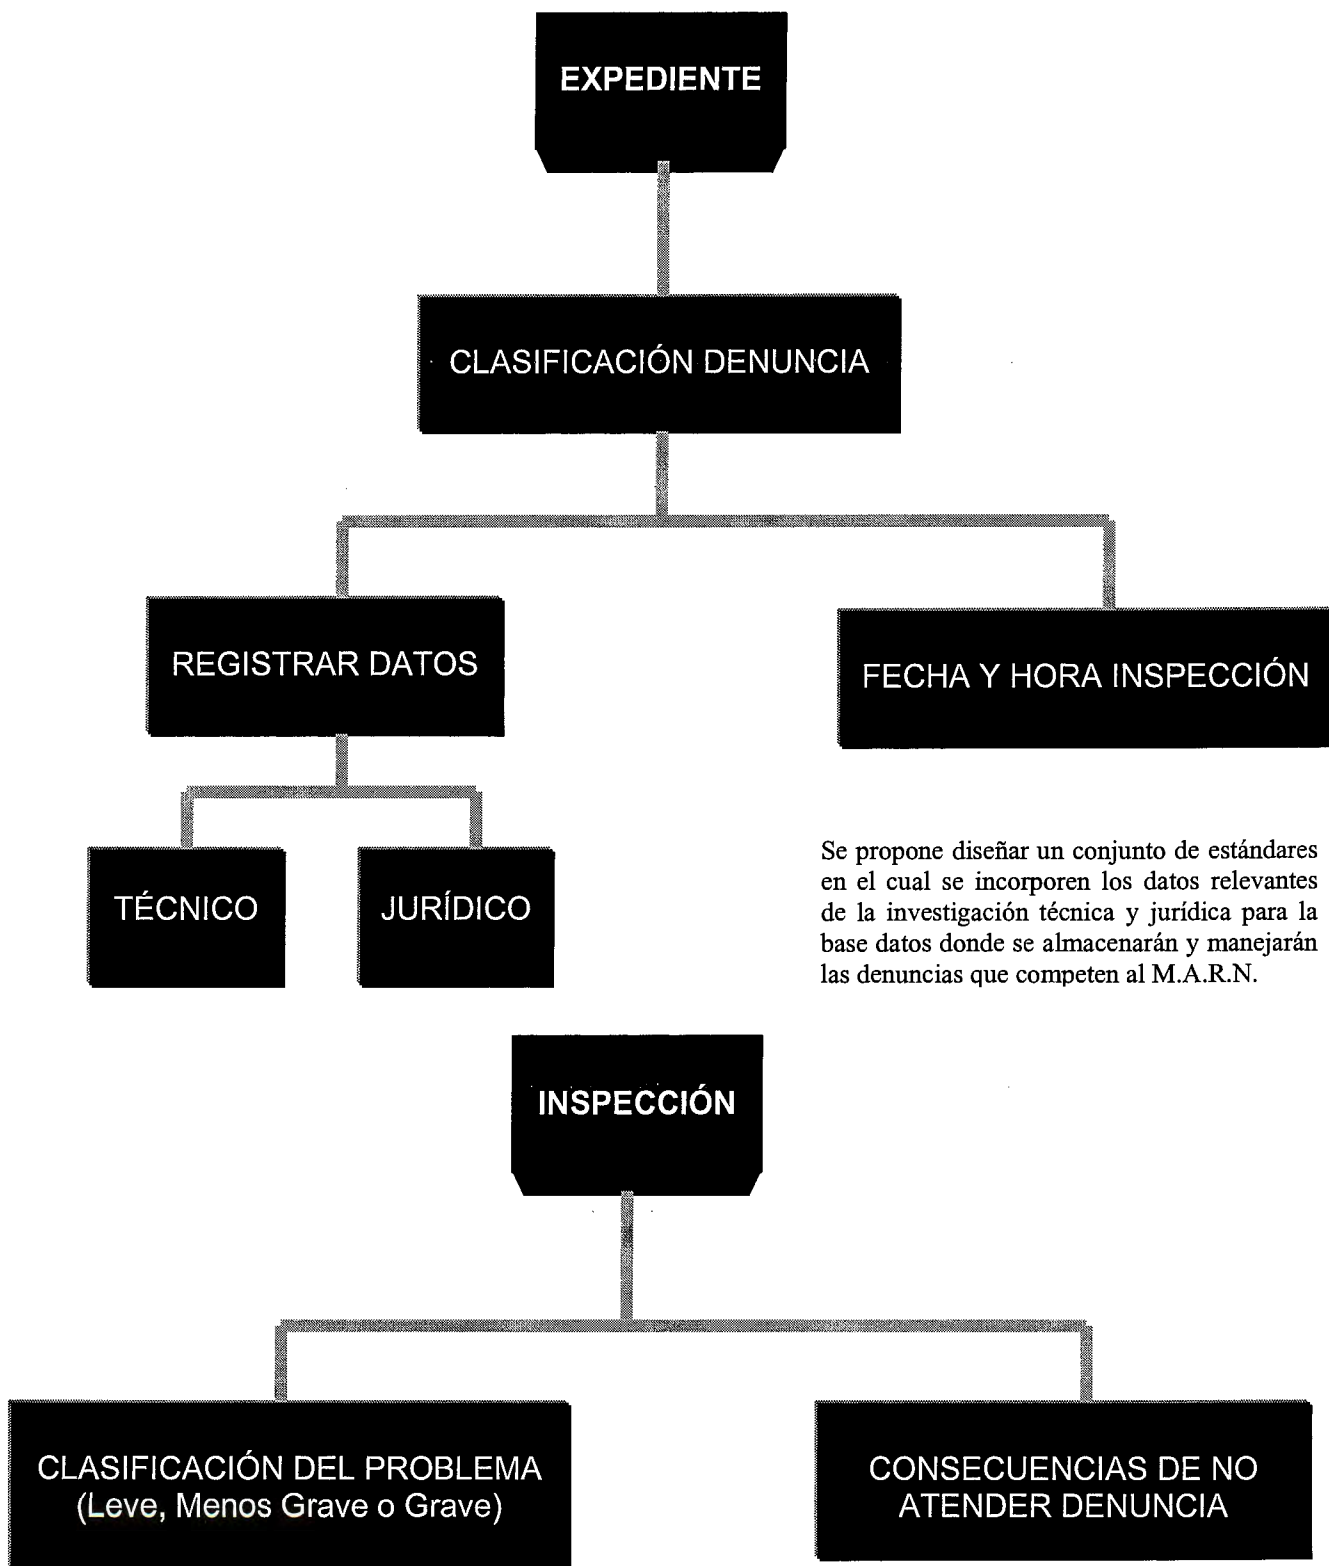 EXPEDIENTE
CLASIFICACIÓN DENUNCIA
REGISTRAR DATOS
FECHA Y HORA INSPECCIÓN
TÉCNICO
JURÍDICO
Se propone diseñar un conjunto de estándares
en el cual se incorporen los datos relevantes
de la investigación técnica y jurídica para la
base datos donde se almacenarán y manejarán
las denuncias que competen al M.A.R.N.
INSPECCIÓN
CLASIFICACIÓN DEL PROBLEMA
(Leve, Menos Grave o Grave)
CONSECUENCIAS DE NO
ATENDER DENUNCIA